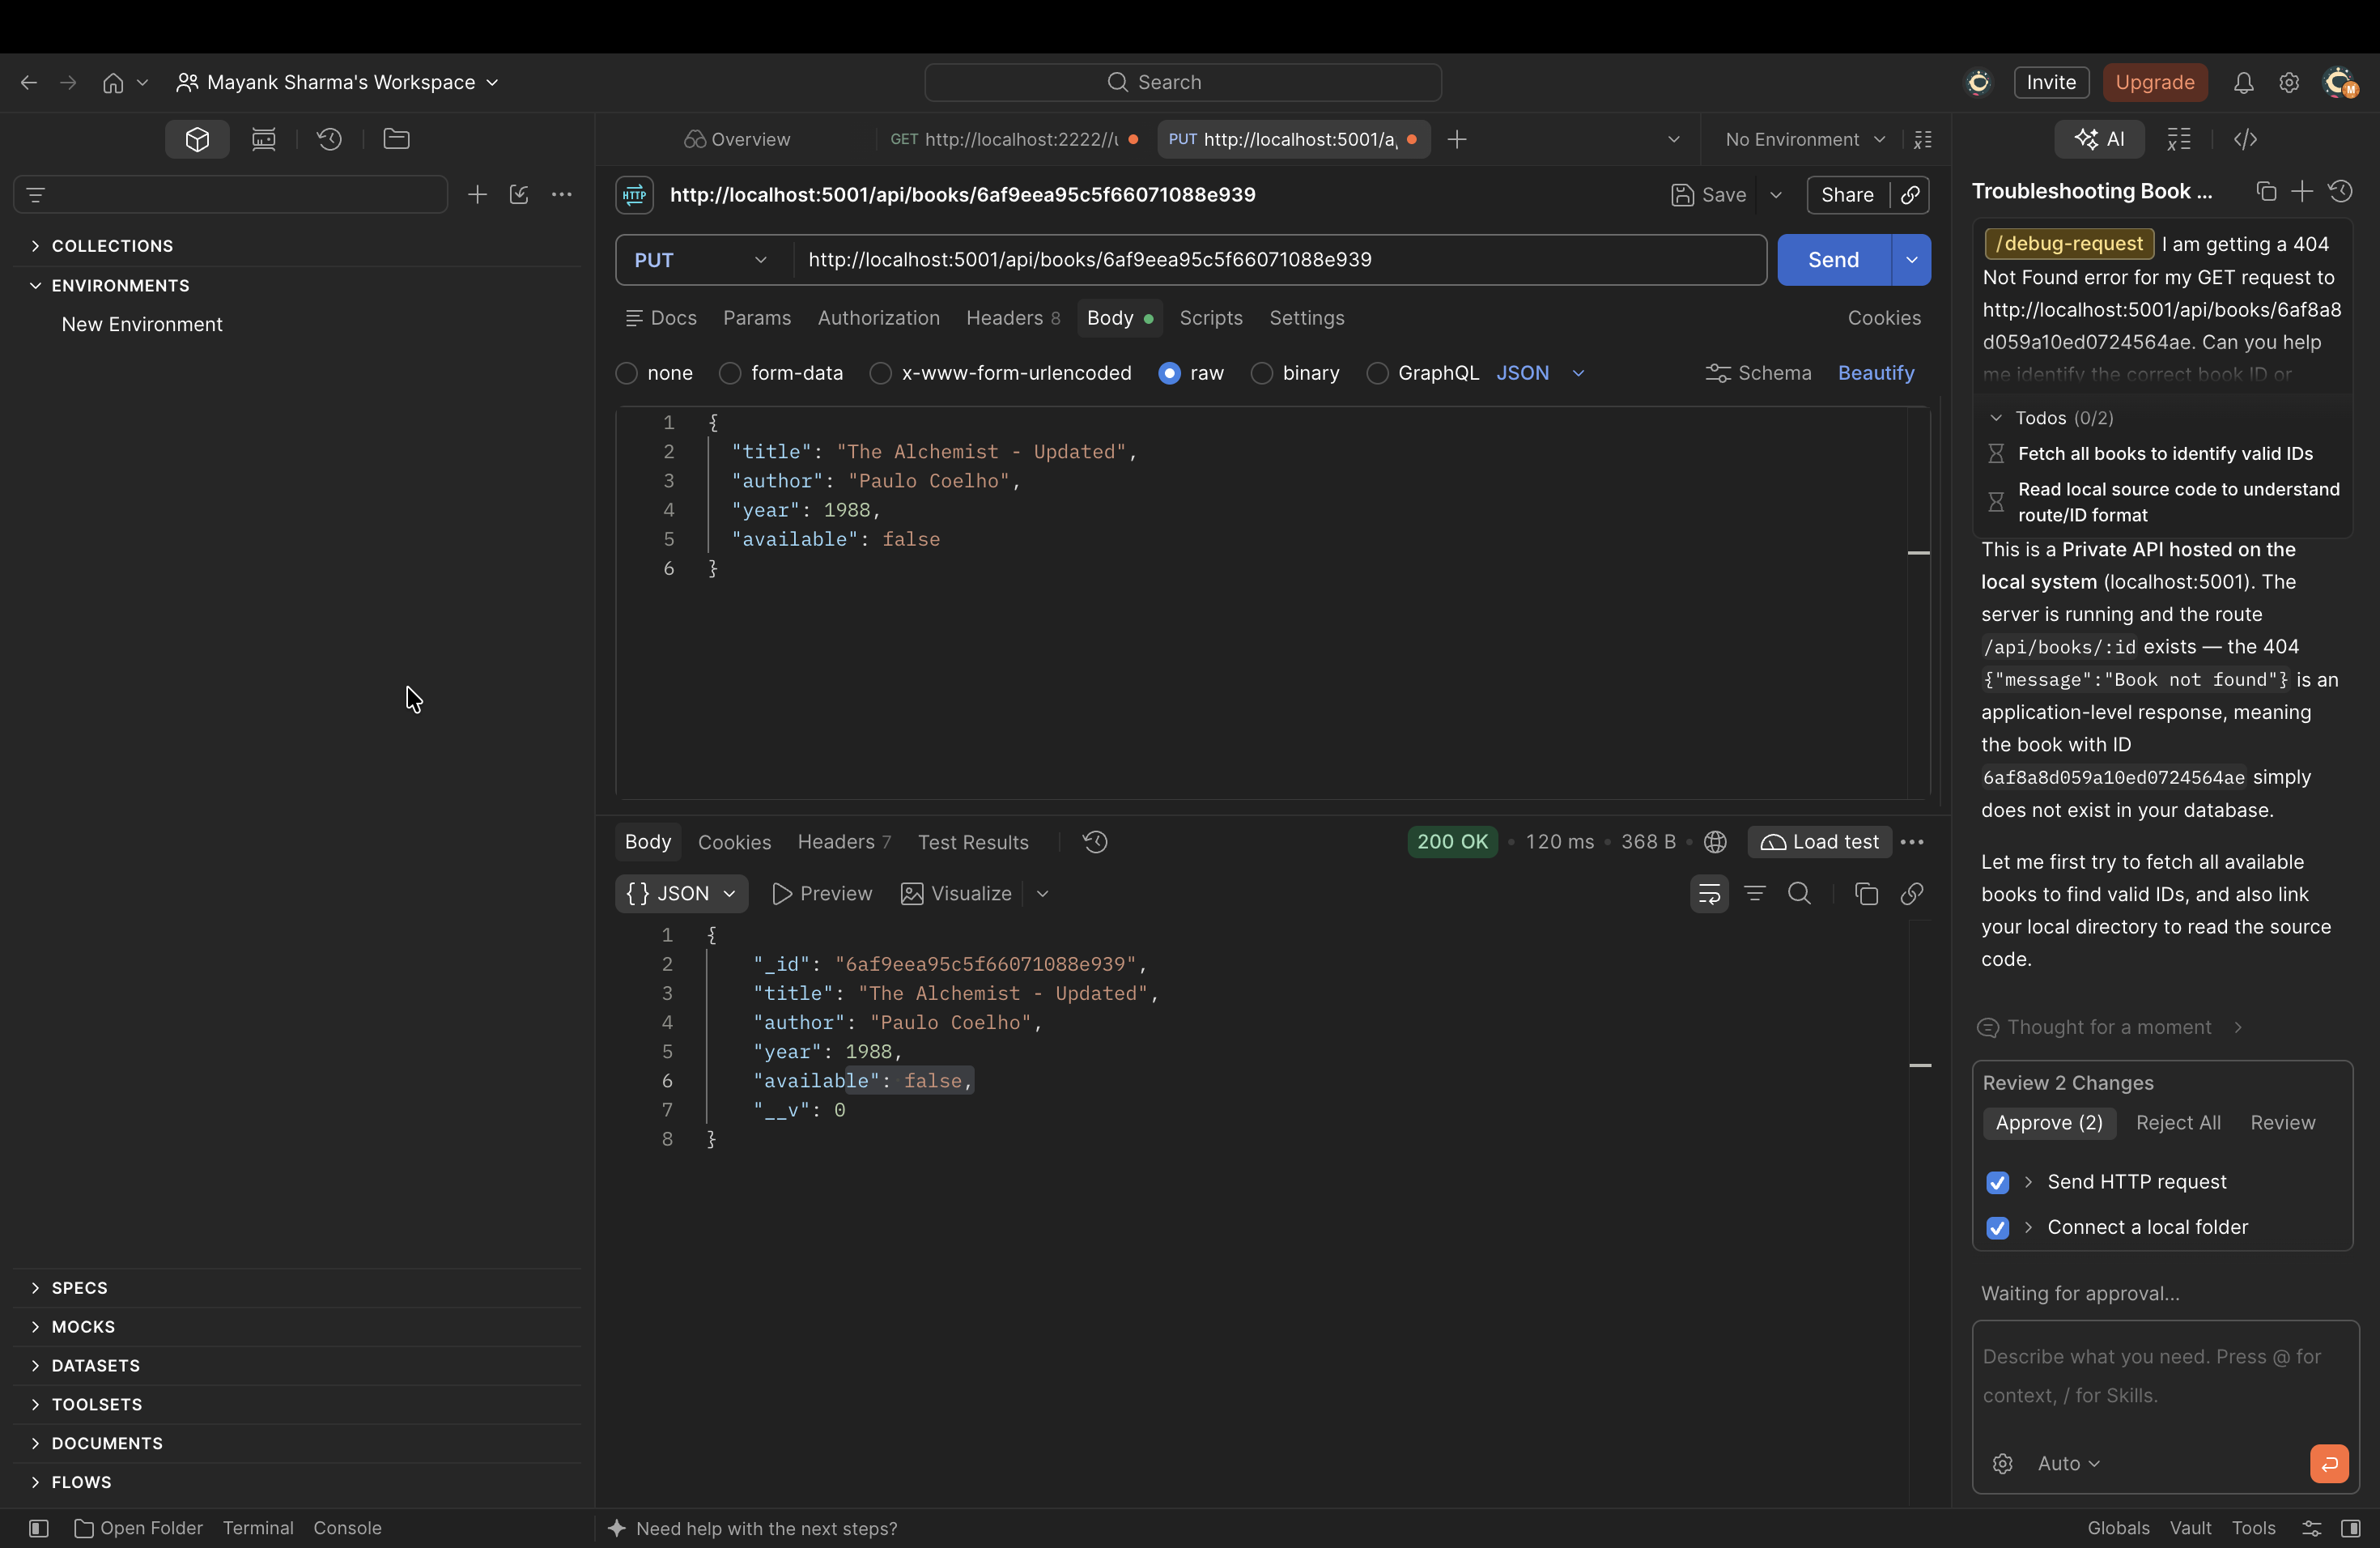 Mayank Sharma's Workspace
Search
Invite
Upgrade
M
Overview
GET http://localhost:2222//
PUT http://localhost:5001/a
No Environment
AI
COLLECTIONS
ENVIRONMENTS
New Environment
SPECS
MOCKS
DATASETS
TOOLSETS
DOCUMENTS
FLOWS
HTTP
http://localhost:5001/api/books/6af9eea95c5f66071088e939
Save
Share
PUT
http://localhost:5001/api/books/6af9eea95c5f66071088e939
Send
Docs
Params
Authorization
Headers 8
Body
Scripts
Settings
Cookies
none
form-data
x-www-form-urlencoded
raw
binary
GraphQL
JSON
Schema
Beautify
1 {
2 "title": "The Alchemist - Updated",
3 "author": "Paulo Coelho",
4 "year": 1988,
5 "available": false
6 }
Body
Cookies
Headers 7
Test Results
200 OK
120 ms
368 B
Load test
{} JSON
Preview
Visualize
1 {
2 "_id": "6af9eea95c5f66071088e939",
3 "title": "The Alchemist - Updated",
4 "author": "Paulo Coelho",
5 "year": 1988,
6 "available": false,
7 "__v": 0
8 }
Troubleshooting Book ...
/debug-request I am getting a 404
Not Found error for my GET request to
http://localhost:5001/api/books/6af8a8
d059a10ed0724564ae. Can you help
me identify the correct book ID or
Todos (0/2)
Fetch all books to identify valid IDs
Read local source code to understand
route/ID format
This is a Private API hosted on the
local system (localhost:5001). The
server is running and the route
/api/books/:id exists — the 404
{"message":"Book not found"} is an
application-level response, meaning
the book with ID
6af8a8d059a10ed0724564ae simply
does not exist in your database.
Let me first try to fetch all available
books to find valid IDs, and also link
your local directory to read the source
code.
Thought for a moment
Review 2 Changes
Approve (2)
Reject All
Review
Send HTTP request
Connect a local folder
Waiting for approval...
Describe what you need. Press @ for
context, / for Skills.
Auto
Open Folder
Terminal
Console
Need help with the next steps?
Globals
Vault
Tools